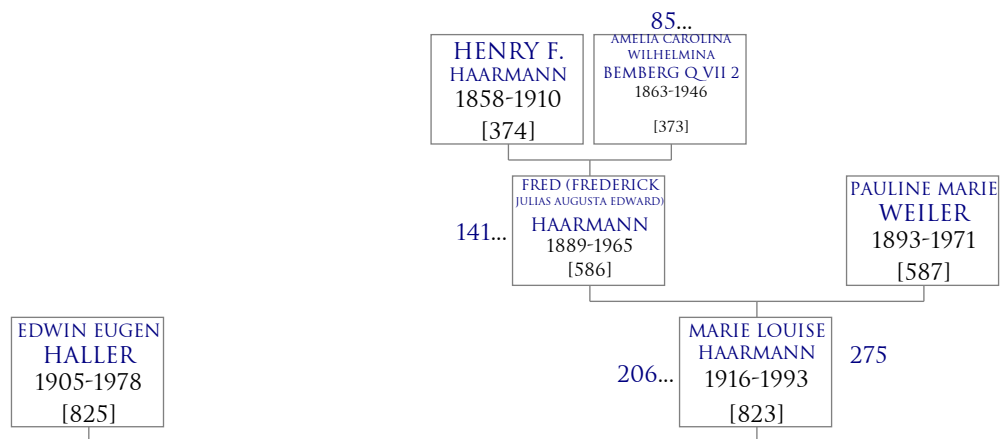 85...
HENRY F.
HAARMANN
1858-1910
[374]
AMELIA CAROLINA
WILHELMINA
BEMBERG Q VII 2
1863-1946
[373]
141...
FRED (FREDERICK
JULIAS AUGUSTA EDWARD)
HAARMANN
1889-1965
[586]
PAULINE MARIE
WEILER
1893-1971
[587]
EDWIN EUGEN
HALLER
1905-1978
[825]
206...
MARIE LOUISE
HAARMANN
1916-1993
[823]
275